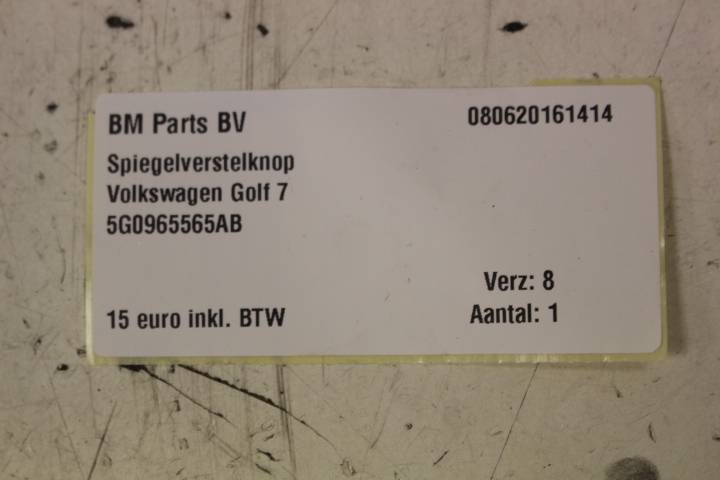 BM Parts BV 080620161414
Spiegelverstelknop
Volkswagen Golf 7
5G0965565AB
Verz: 8
15 euro inkl. BTW Aantal: 1